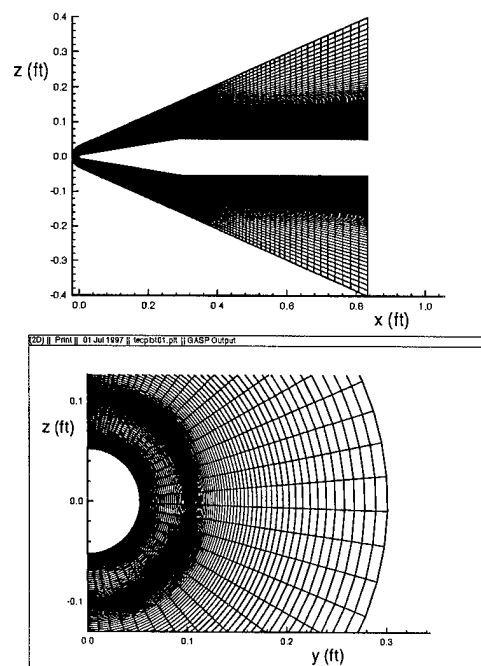 0.4
z (ft)
0.3
0.2
0.1
0.0
-0.1
-0.2
-0.3
-0.4
0.0 0.2 0.4 0.6 0.8 1.0
x (ft)
(2D) || Print || 01 Jul 1997 || tecplot01.plt || GASP Output
0.1
z (ft)
0.0
-0.1
0.0 0.1 0.2 0.3
y (ft)